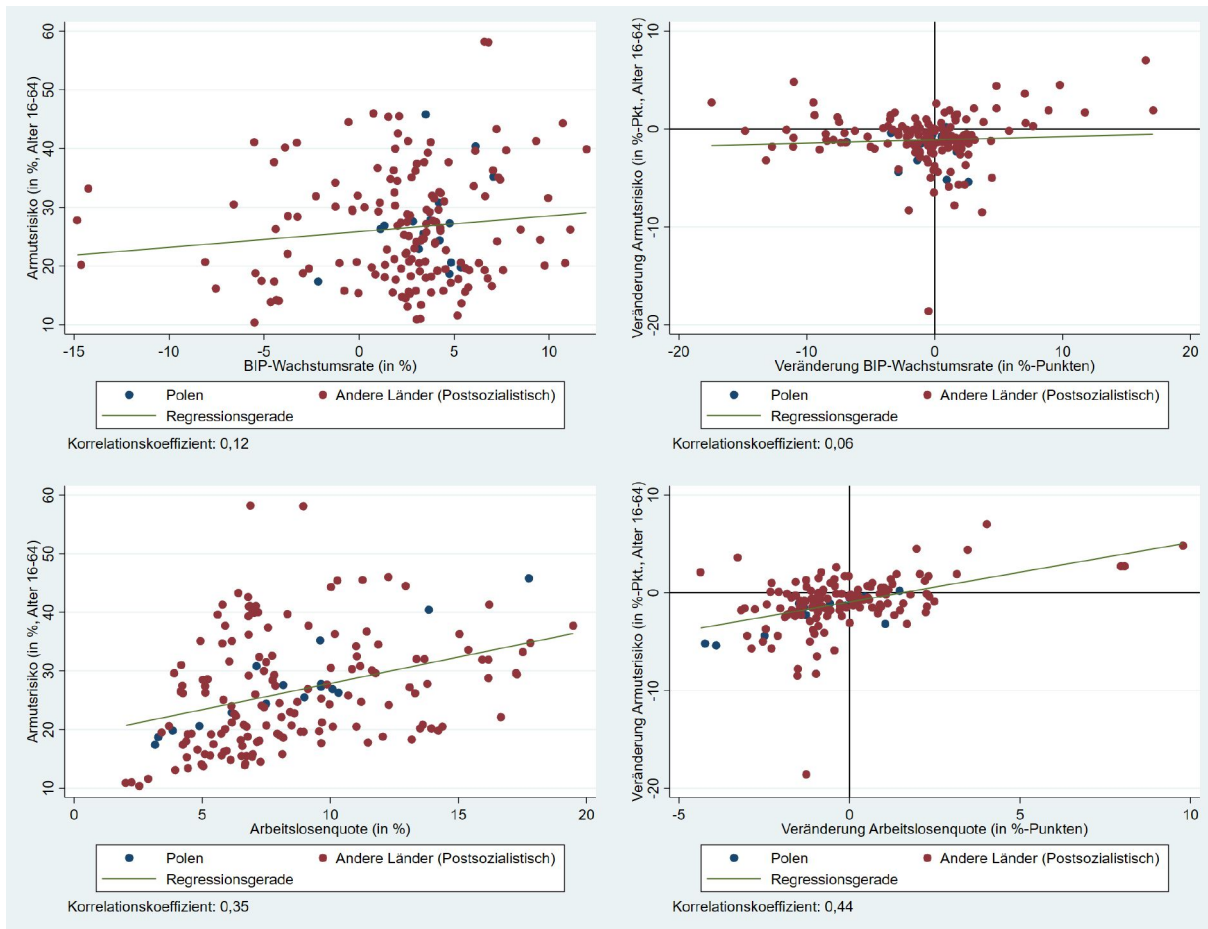 Armutsrisiko (in %, Alter 16-64)
60
50
40
30
20
10
-15
-10
-5
0
5
10
BIP-Wachstumsrate (in %)
Polen
Andere Länder (Postsozialistisch)
Regressionsgerade
Korrelationskoeffizient: 0,12
Veränderung Armutsrisiko (in %-Pkt., Alter 16-64)
10
0
-10
-20
-20
-10
0
10
20
Veränderung BIP-Wachstumsrate (in %-Punkten)
Polen
Andere Länder (Postsozialistisch)
Regressionsgerade
Korrelationskoeffizient: 0,06
Armutsrisiko (in %, Alter 16-64)
60
50
40
30
20
10
0
5
10
15
20
Arbeitslosenquote (in %)
Polen
Andere Länder (Postsozialistisch)
Regressionsgerade
Korrelationskoeffizient: 0,35
Veränderung Armutsrisiko (in %-Pkt., Alter 16-64)
10
0
-10
-20
-5
0
5
10
Veränderung Arbeitslosenquote (in %-Punkten)
Polen
Andere Länder (Postsozialistisch)
Regressionsgerade
Korrelationskoeffizient: 0,44